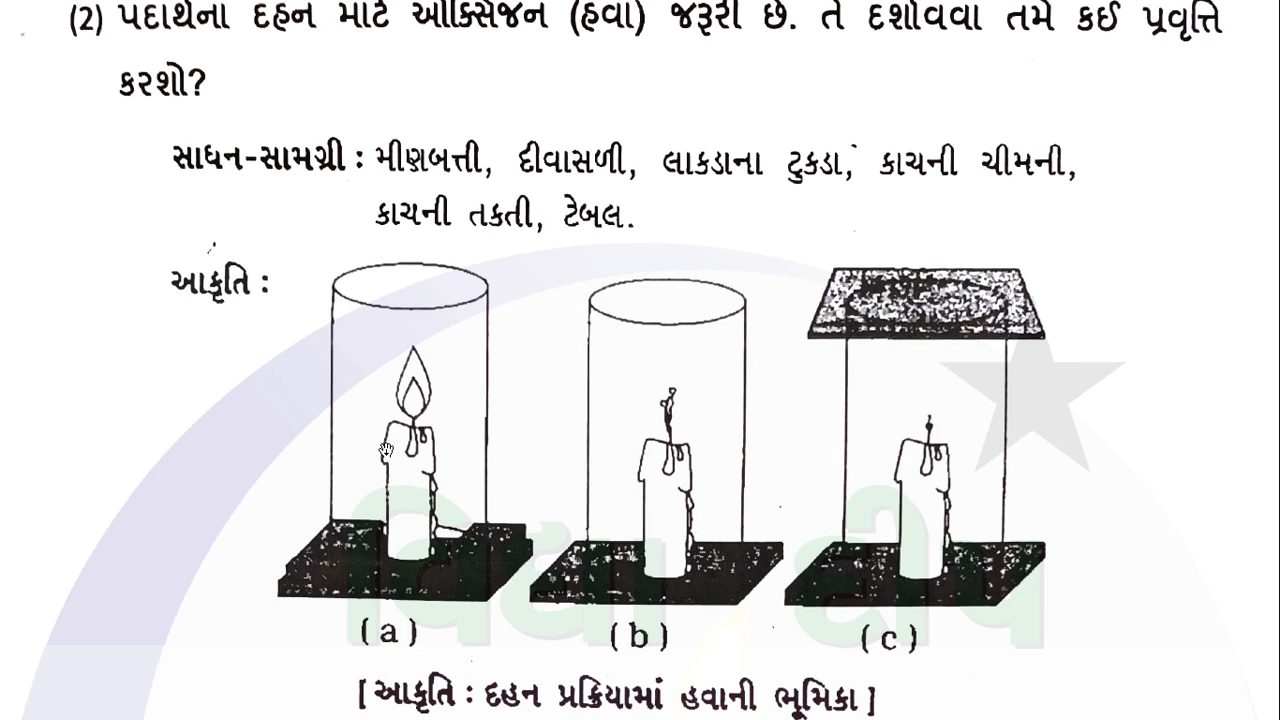 (2) પદાર્થના દહન માટે ઑક્સિજન (હવા) જરૂરી છે. તે દર્શાવવા તમે કઈ પ્રવૃત્તિ
કરશો?
સાધન-સામગ્રી : મીણબત્તી, દીવાસળી, લાકડાના ટુકડા, કાચની ચીમની,
કાચની તકતી, ટેબલ.
આકૃતિ :
(a) (b) (c)
[આકૃતિ : દહન પ્રક્રિયામાં હવાની ભૂમિકા]
વિદ્યા દીપ